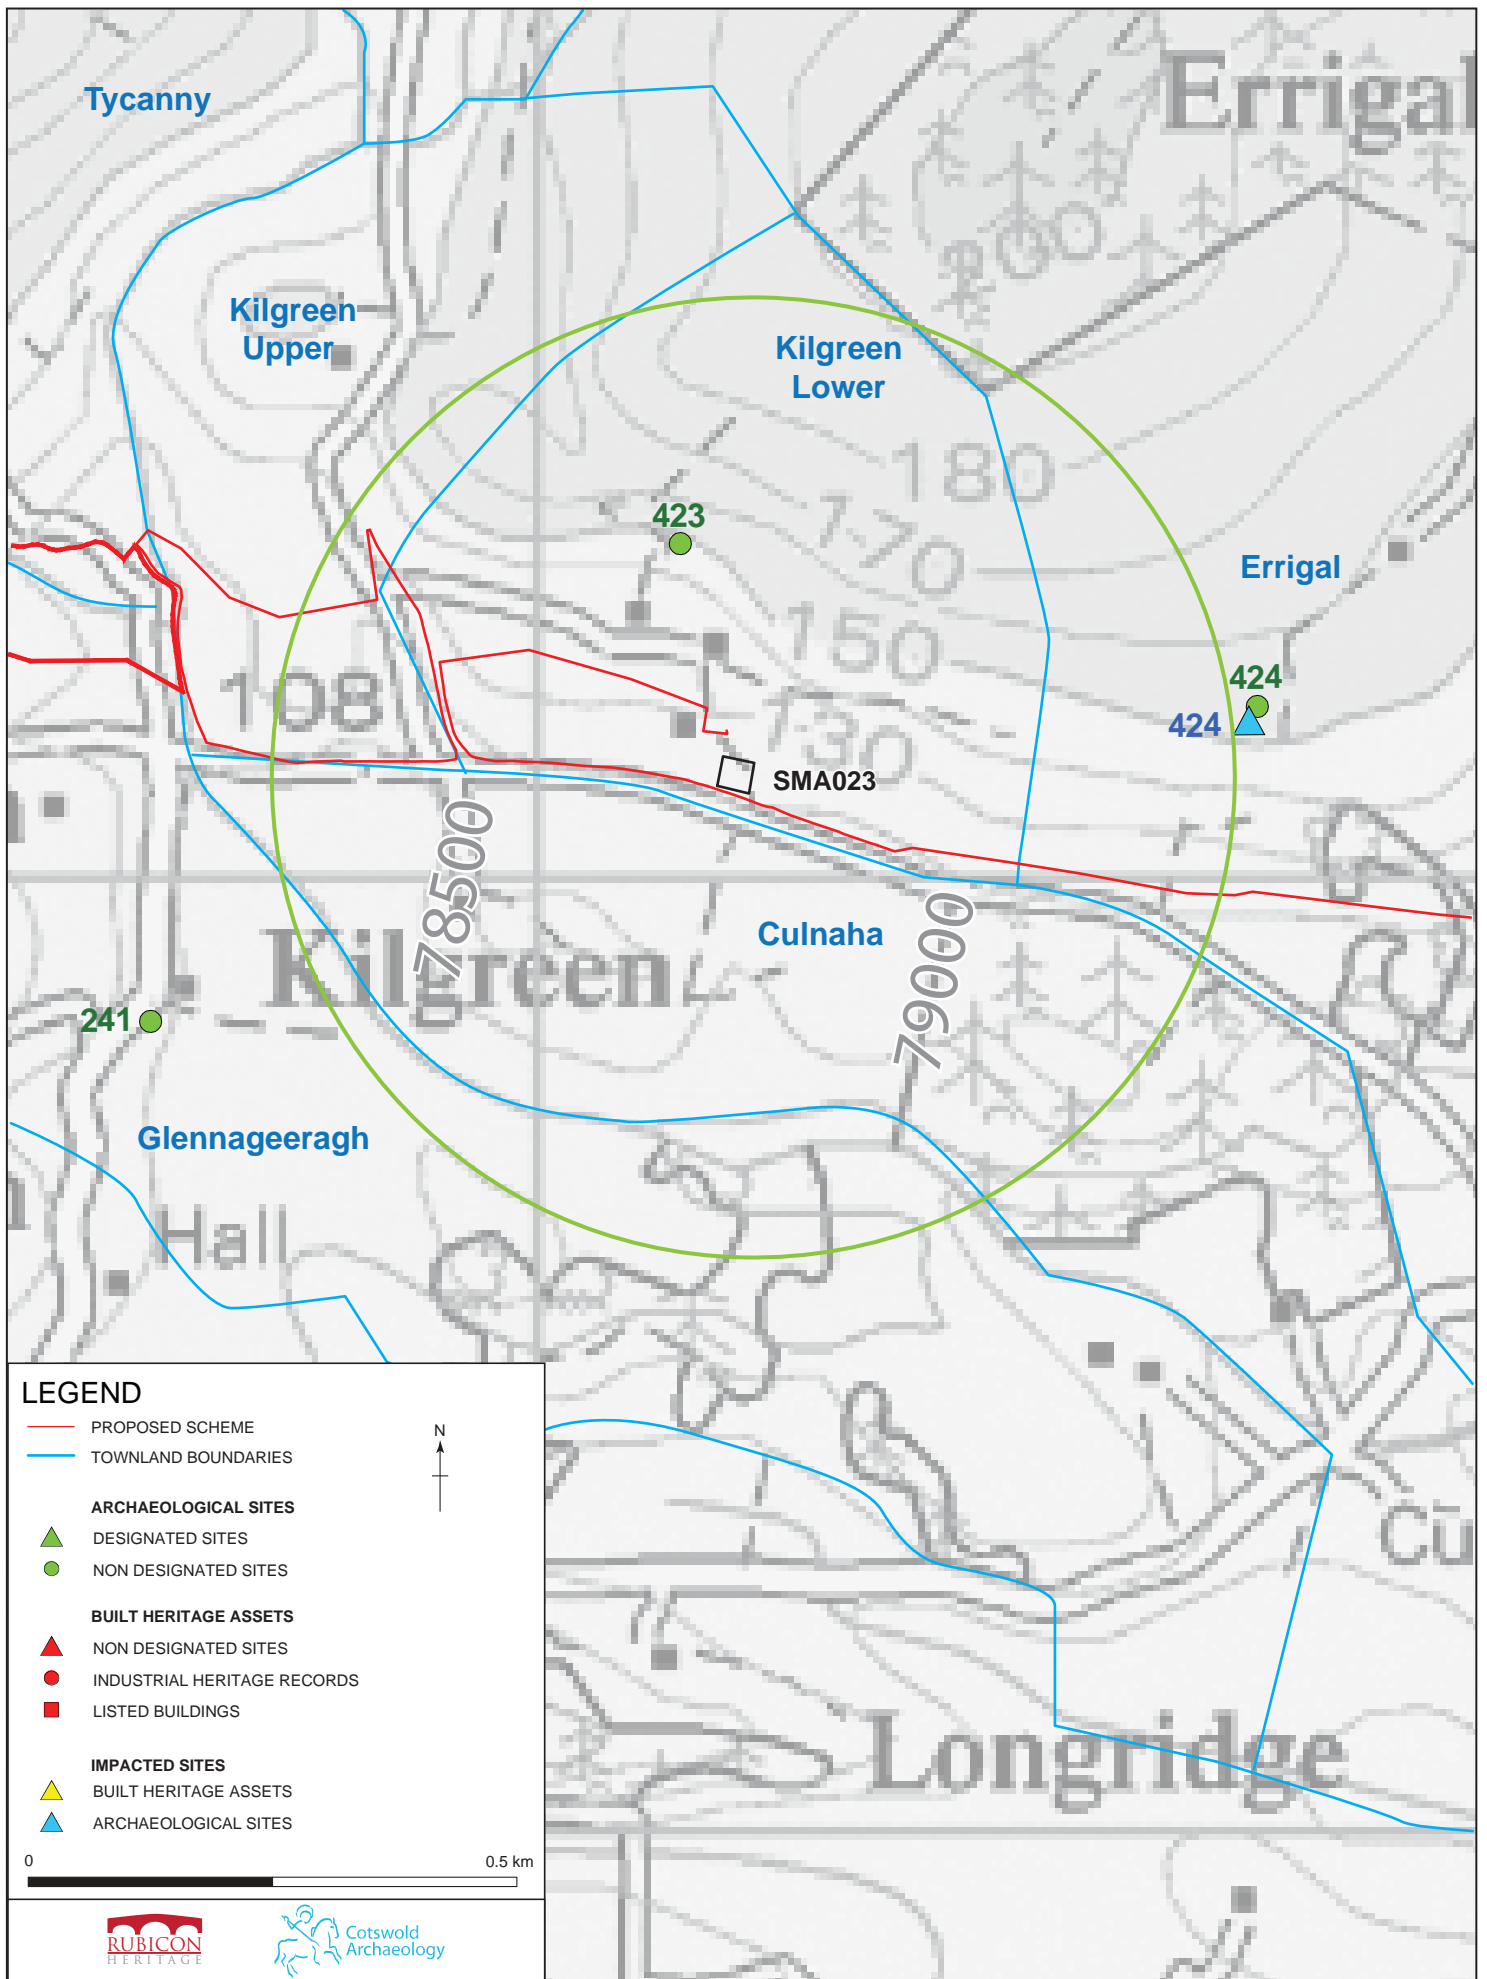 Errigal
Tycanny
200
Kilgreen
Upper
Kilgreen
Lower
180
423
170
Errigal
150
424
108
424
130
SMA023
78500
79000
Culnaha
Kilgreen
241
Glennageeragh
Hall
LEGEND
PROPOSED SCHEME
N
TOWNLAND BOUNDARIES
ARCHAEOLOGICAL SITES
DESIGNATED SITES
NON DESIGNATED SITES
Cu
BUILT HERITAGE ASSETS
NON DESIGNATED SITES
INDUSTRIAL HERITAGE RECORDS
LISTED BUILDINGS
Longridge
IMPACTED SITES
BUILT HERITAGE ASSETS
ARCHAEOLOGICAL SITES
0 0.5 km
RUBICON
HERITAGE
Cotswold
Archaeology